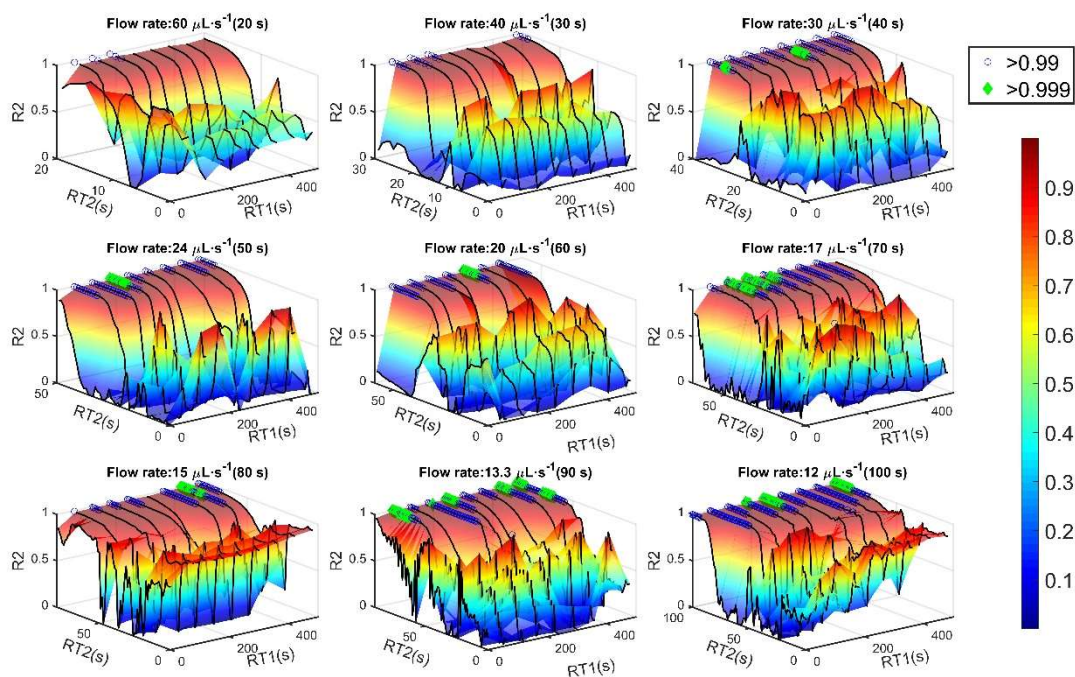 Flow rate:60 μL·s⁻¹(20 s)
1
0.5
0
R2
20
10
0
RT2(s)
0
200
400
RT1(s)
Flow rate:40 μL·s⁻¹(30 s)
1
0.5
0
R2
30
20
10
0
RT2(s)
0
200
400
RT1(s)
Flow rate:30 μL·s⁻¹(40 s)
1
0.5
0
R2
40
20
0
RT2(s)
0
200
400
RT1(s)
>0.99
>0.999
Flow rate:24 μL·s⁻¹(50 s)
1
0.5
0
R2
50
0
RT2(s)
0
200
400
RT1(s)
Flow rate:20 μL·s⁻¹(60 s)
1
0.5
0
R2
50
0
RT2(s)
0
200
400
RT1(s)
Flow rate:17 μL·s⁻¹(70 s)
1
0.5
0
R2
50
0
RT2(s)
0
200
400
RT1(s)
Flow rate:15 μL·s⁻¹(80 s)
1
0.5
0
R2
50
0
RT2(s)
0
200
400
RT1(s)
Flow rate:13.3 μL·s⁻¹(90 s)
1
0.5
0
R2
50
0
RT2(s)
0
200
400
RT1(s)
Flow rate:12 μL·s⁻¹(100 s)
1
0.5
0
R2
100
50
0
RT2(s)
0
200
400
RT1(s)
0.9
0.8
0.7
0.6
0.5
0.4
0.3
0.2
0.1